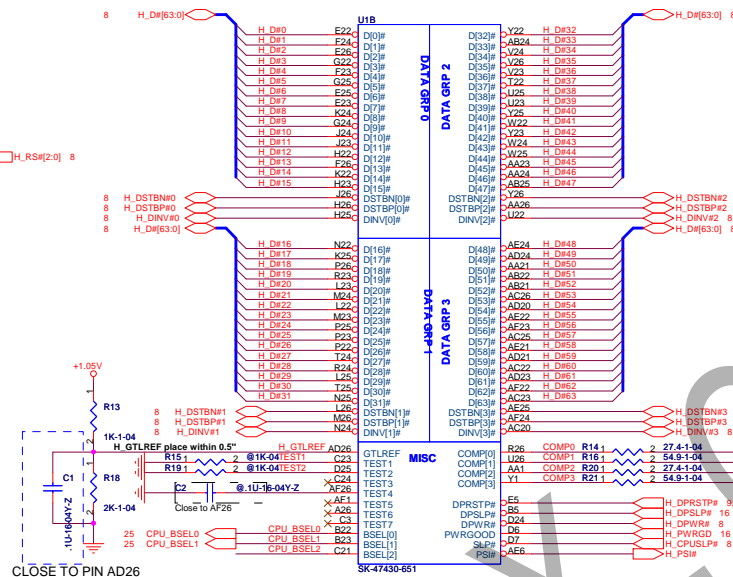 U1B
8 H_D#[63:0]
H_D#[63:0] 8
H_D#0 E22 D[0]# D[32]# Y22 H_D#32
H_D#1 F24 D[1]# D[33]# AB24 H_D#33
H_D#2 E26 D[2]# D[34]# V24 H_D#34
H_D#3 G22 D[3]# D[35]# V26 H_D#35
H_D#4 F23 D[4]# D[36]# V23 H_D#36
H_D#5 G25 D[5]# D[37]# T22 H_D#37
H_D#6 E25 D[6]# D[38]# U25 H_D#38
H_D#7 E23 D[7]# D[39]# U23 H_D#39
H_D#8 K24 D[8]# D[40]# Y25 H_D#40
H_D#9 G24 D[9]# D[41]# W22 H_D#41
H_D#10 J24 D[10]# D[42]# Y23 H_D#42
H_D#11 J23 D[11]# D[43]# W24 H_D#43
H_D#12 H22 D[12]# D[44]# W25 H_D#44
H_D#13 F26 D[13]# D[45]# AA23 H_D#45
H_D#14 K22 D[14]# D[46]# AA24 H_D#46
H_D#15 H23 D[15]# D[47]# AB25 H_D#47
DATA GRP 0
DATA GRP 2
H_RS#[2:0] 8
8 H_DSTBN#0 J26 DSTBN[0]# DSTBN[2]# Y26 H_DSTBN#2
8 H_DSTBP#0 H26 DSTBP[0]# DSTBP[2]# AA26 H_DSTBP#2
8 H_DINV#0 H25 DINV[0]# DINV[2]# U22 H_DINV#2 8
8 H_D#[63:0]
H_D#[63:0] 8
H_D#16 N22 D[16]# D[48]# AE24 H_D#48
H_D#17 K25 D[17]# D[49]# AD24 H_D#49
H_D#18 P26 D[18]# D[50]# AA21 H_D#50
H_D#19 R23 D[19]# D[51]# AB22 H_D#51
H_D#20 L23 D[20]# D[52]# AB21 H_D#52
H_D#21 M24 D[21]# D[53]# AC26 H_D#53
H_D#22 L22 D[22]# D[54]# AD20 H_D#54
H_D#23 M23 D[23]# D[55]# AE22 H_D#55
H_D#24 P25 D[24]# D[56]# AF23 H_D#56
H_D#25 P23 D[25]# D[57]# AC25 H_D#57
H_D#26 P22 D[26]# D[58]# AE21 H_D#58
H_D#27 T24 D[27]# D[59]# AD21 H_D#59
H_D#28 R24 D[28]# D[60]# AC22 H_D#60
H_D#29 L25 D[29]# D[61]# AD23 H_D#61
H_D#30 T25 D[30]# D[62]# AF22 H_D#62
H_D#31 N25 D[31]# D[63]# AC23 H_D#63
DATA GRP 1
DATA GRP 3
8 H_DSTBN#1 L26 DSTBN[1]# DSTBN[3]# AE25 H_DSTBN#3
8 H_DSTBP#1 M26 DSTBP[1]# DSTBP[3]# AF24 H_DSTBP#3
8 H_DINV#1 N24 DINV[1]# DINV[3]# AC20 H_DINV#3 8
+1.05V
1
R13
1K-1-04
2
H_GTLREF place within 0.5" H_GTLREF AD26 GTLREF
MISC
R15 1 2 @1K-04 TEST1 C23 TEST1
R19 1 2 @1K-04 TEST2 D25 TEST2
C24 TEST3
C2 @.1U-16-04Y-Z AF26 TEST4
Close to AF26
AF1 TEST5
A26 TEST6
C3 TEST7
25 CPU_BSEL0 CPU_BSEL0 B22 BSEL[0]
25 CPU_BSEL1 CPU_BSEL1 B23 BSEL[1]
CPU_BSEL2 C21 BSEL[2]
COMP[0] R26 COMP0 R14 1 2 27.4-1-04
COMP[1] U26 COMP1 R16 1 2 54.9-1-04
COMP[2] AA1 COMP2 R20 1 2 27.4-1-04
COMP[3] Y1 COMP3 R21 1 2 54.9-1-04
DPRSTP# E5 H_DPRSTP# 9,
DPSLP# B5 H_DPSLP# 16
DPWR# D24 H_DPWR# 8
PWRGOOD D6 H_PWRGD 16
SLP# D7 H_CPUSLP# 8
PSI# AE6 H_PSI#
SK-47430-651
1
R18
2K-1-04
2
C1
.1U-16-04Y-Z
CLOSE TO PIN AD26